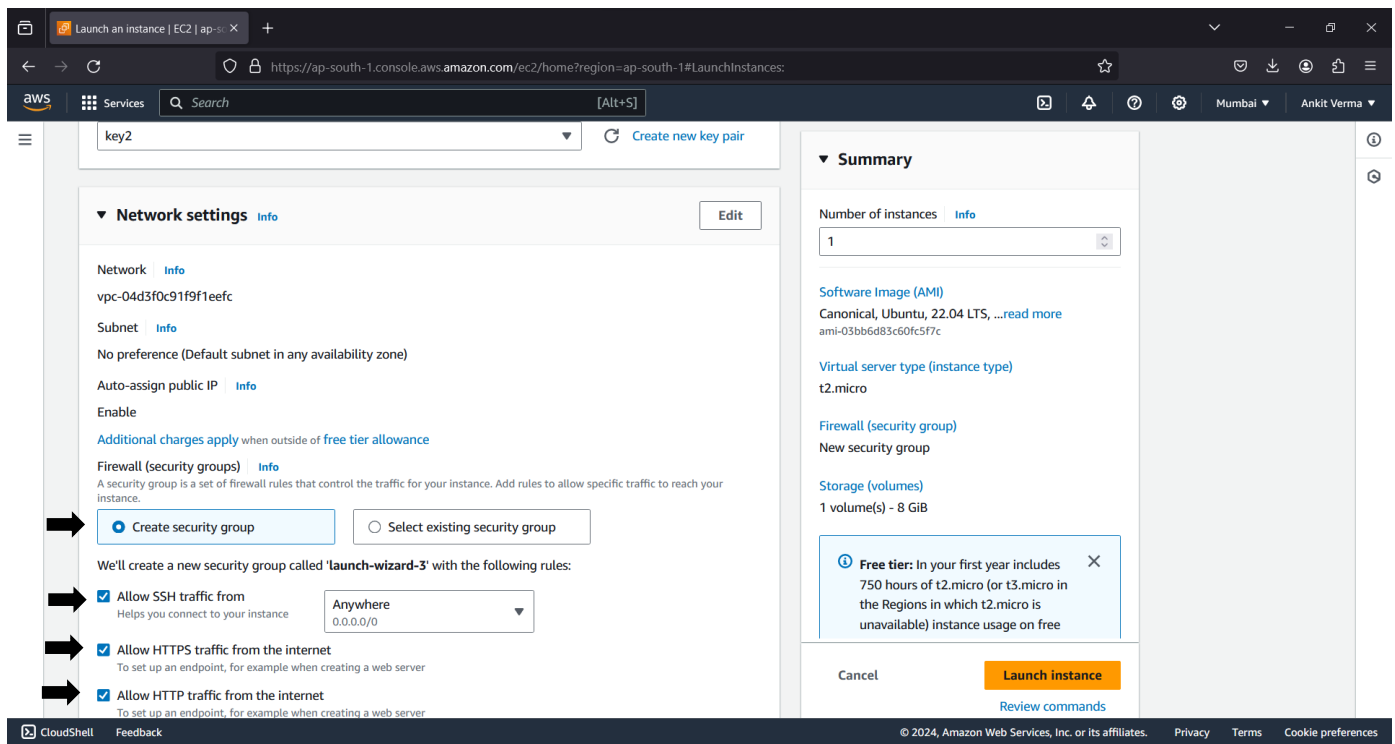 Launch an instance | EC2 | ap-so
https://ap-south-1.console.aws.amazon.com/ec2/home?region=ap-south-1#LaunchInstances:
aws
Services
Search
[Alt+S]
Mumbai
Ankit Verma
key2
Create new key pair
Network settings Info
Edit
Network Info
vpc-04d3f0c91f9f1eefc
Subnet Info
No preference (Default subnet in any availability zone)
Auto-assign public IP Info
Enable
Additional charges apply when outside of free tier allowance
Firewall (security groups) Info
A security group is a set of firewall rules that control the traffic for your instance. Add rules to allow specific traffic to reach your
instance.
Create security group
Select existing security group
We'll create a new security group called 'launch-wizard-3' with the following rules:
Allow SSH traffic from
Helps you connect to your instance
Anywhere
0.0.0.0/0
Allow HTTPS traffic from the internet
To set up an endpoint, for example when creating a web server
Allow HTTP traffic from the internet
To set up an endpoint, for example when creating a web server
Summary
Number of instances Info
1
Software Image (AMI)
Canonical, Ubuntu, 22.04 LTS, ...read more
ami-03bb6d83c60fc5f7c
Virtual server type (instance type)
t2.micro
Firewall (security group)
New security group
Storage (volumes)
1 volume(s) - 8 GiB
Free tier: In your first year includes
750 hours of t2.micro (or t3.micro in
the Regions in which t2.micro is
unavailable) instance usage on free
Cancel
Launch instance
Review commands
CloudShell
Feedback
© 2024, Amazon Web Services, Inc. or its affiliates.
Privacy
Terms
Cookie preferences